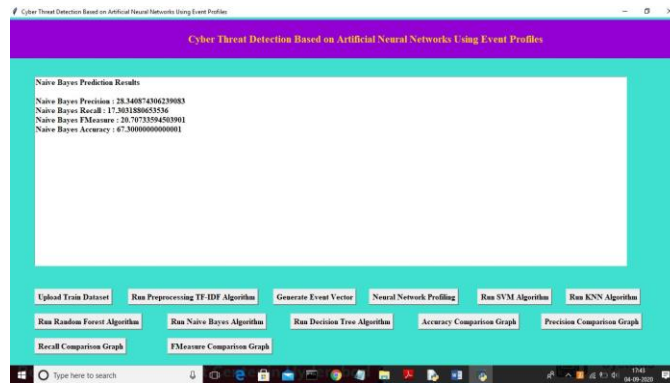 Cyber Threat Detection Based on Artificial Neural Networks Using Event Profiles
Cyber Threat Detection Based on Artificial Neural Networks Using Event Profiles
Naive Bayes Prediction Results
Naive Bayes Precision : 28.340874306239083
Naive Bayes Recall : 17.3031880653536
Naive Bayes FMeasure : 20.70733594503901
Naive Bayes Accuracy : 67.30000000000001
Upload Train Dataset Run Preprocessing TF-IDF Algorithm Generate Event Vector Neural Network Profiling Run SVM Algorithm Run KNN Algorithm
Run Random Forest Algorithm Run Naive Bayes Algorithm Run Decision Tree Algorithm Accuracy Comparison Graph Precision Comparison Graph
Recall Comparison Graph FMeasure Comparison Graph
Type here to search
17:43
04-09-2020